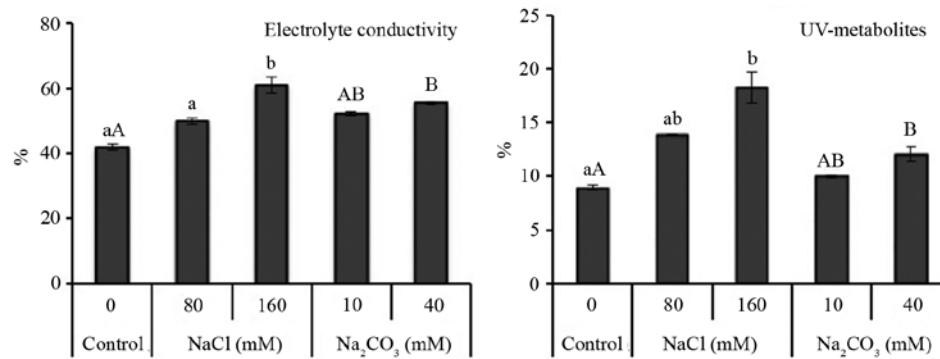 Electrolyte conductivity
%
80
60
40
20
0
aA
a
b
AB
B
0 80 160 10 40
Control NaCl (mM) Na₂CO₃ (mM)
UV-metabolites
%
25
20
15
10
5
0
aA
ab
b
AB
B
0 80 160 10 40
Control NaCl (mM) Na₂CO₃ (mM)